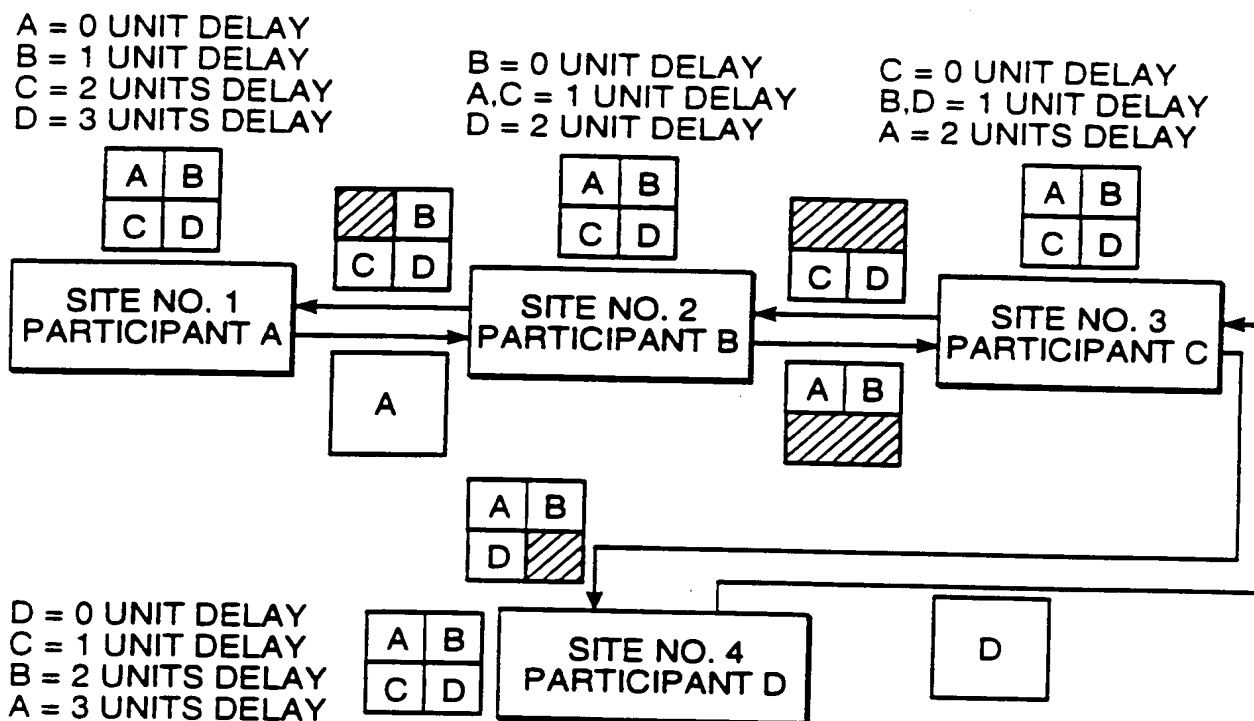 A = 0 UNIT DELAY
B = 1 UNIT DELAY
C = 2 UNITS DELAY
D = 3 UNITS DELAY
B = 0 UNIT DELAY
A,C = 1 UNIT DELAY
D = 2 UNIT DELAY
C = 0 UNIT DELAY
B,D = 1 UNIT DELAY
A = 2 UNITS DELAY
A B
C D
B
C D
A B
C D
C D
A B
C D
SITE NO. 1
PARTICIPANT A
SITE NO. 2
PARTICIPANT B
SITE NO. 3
PARTICIPANT C
A
A B
A B
D
D = 0 UNIT DELAY
C = 1 UNIT DELAY
B = 2 UNITS DELAY
A = 3 UNITS DELAY
A B
C D
SITE NO. 4
PARTICIPANT D
D